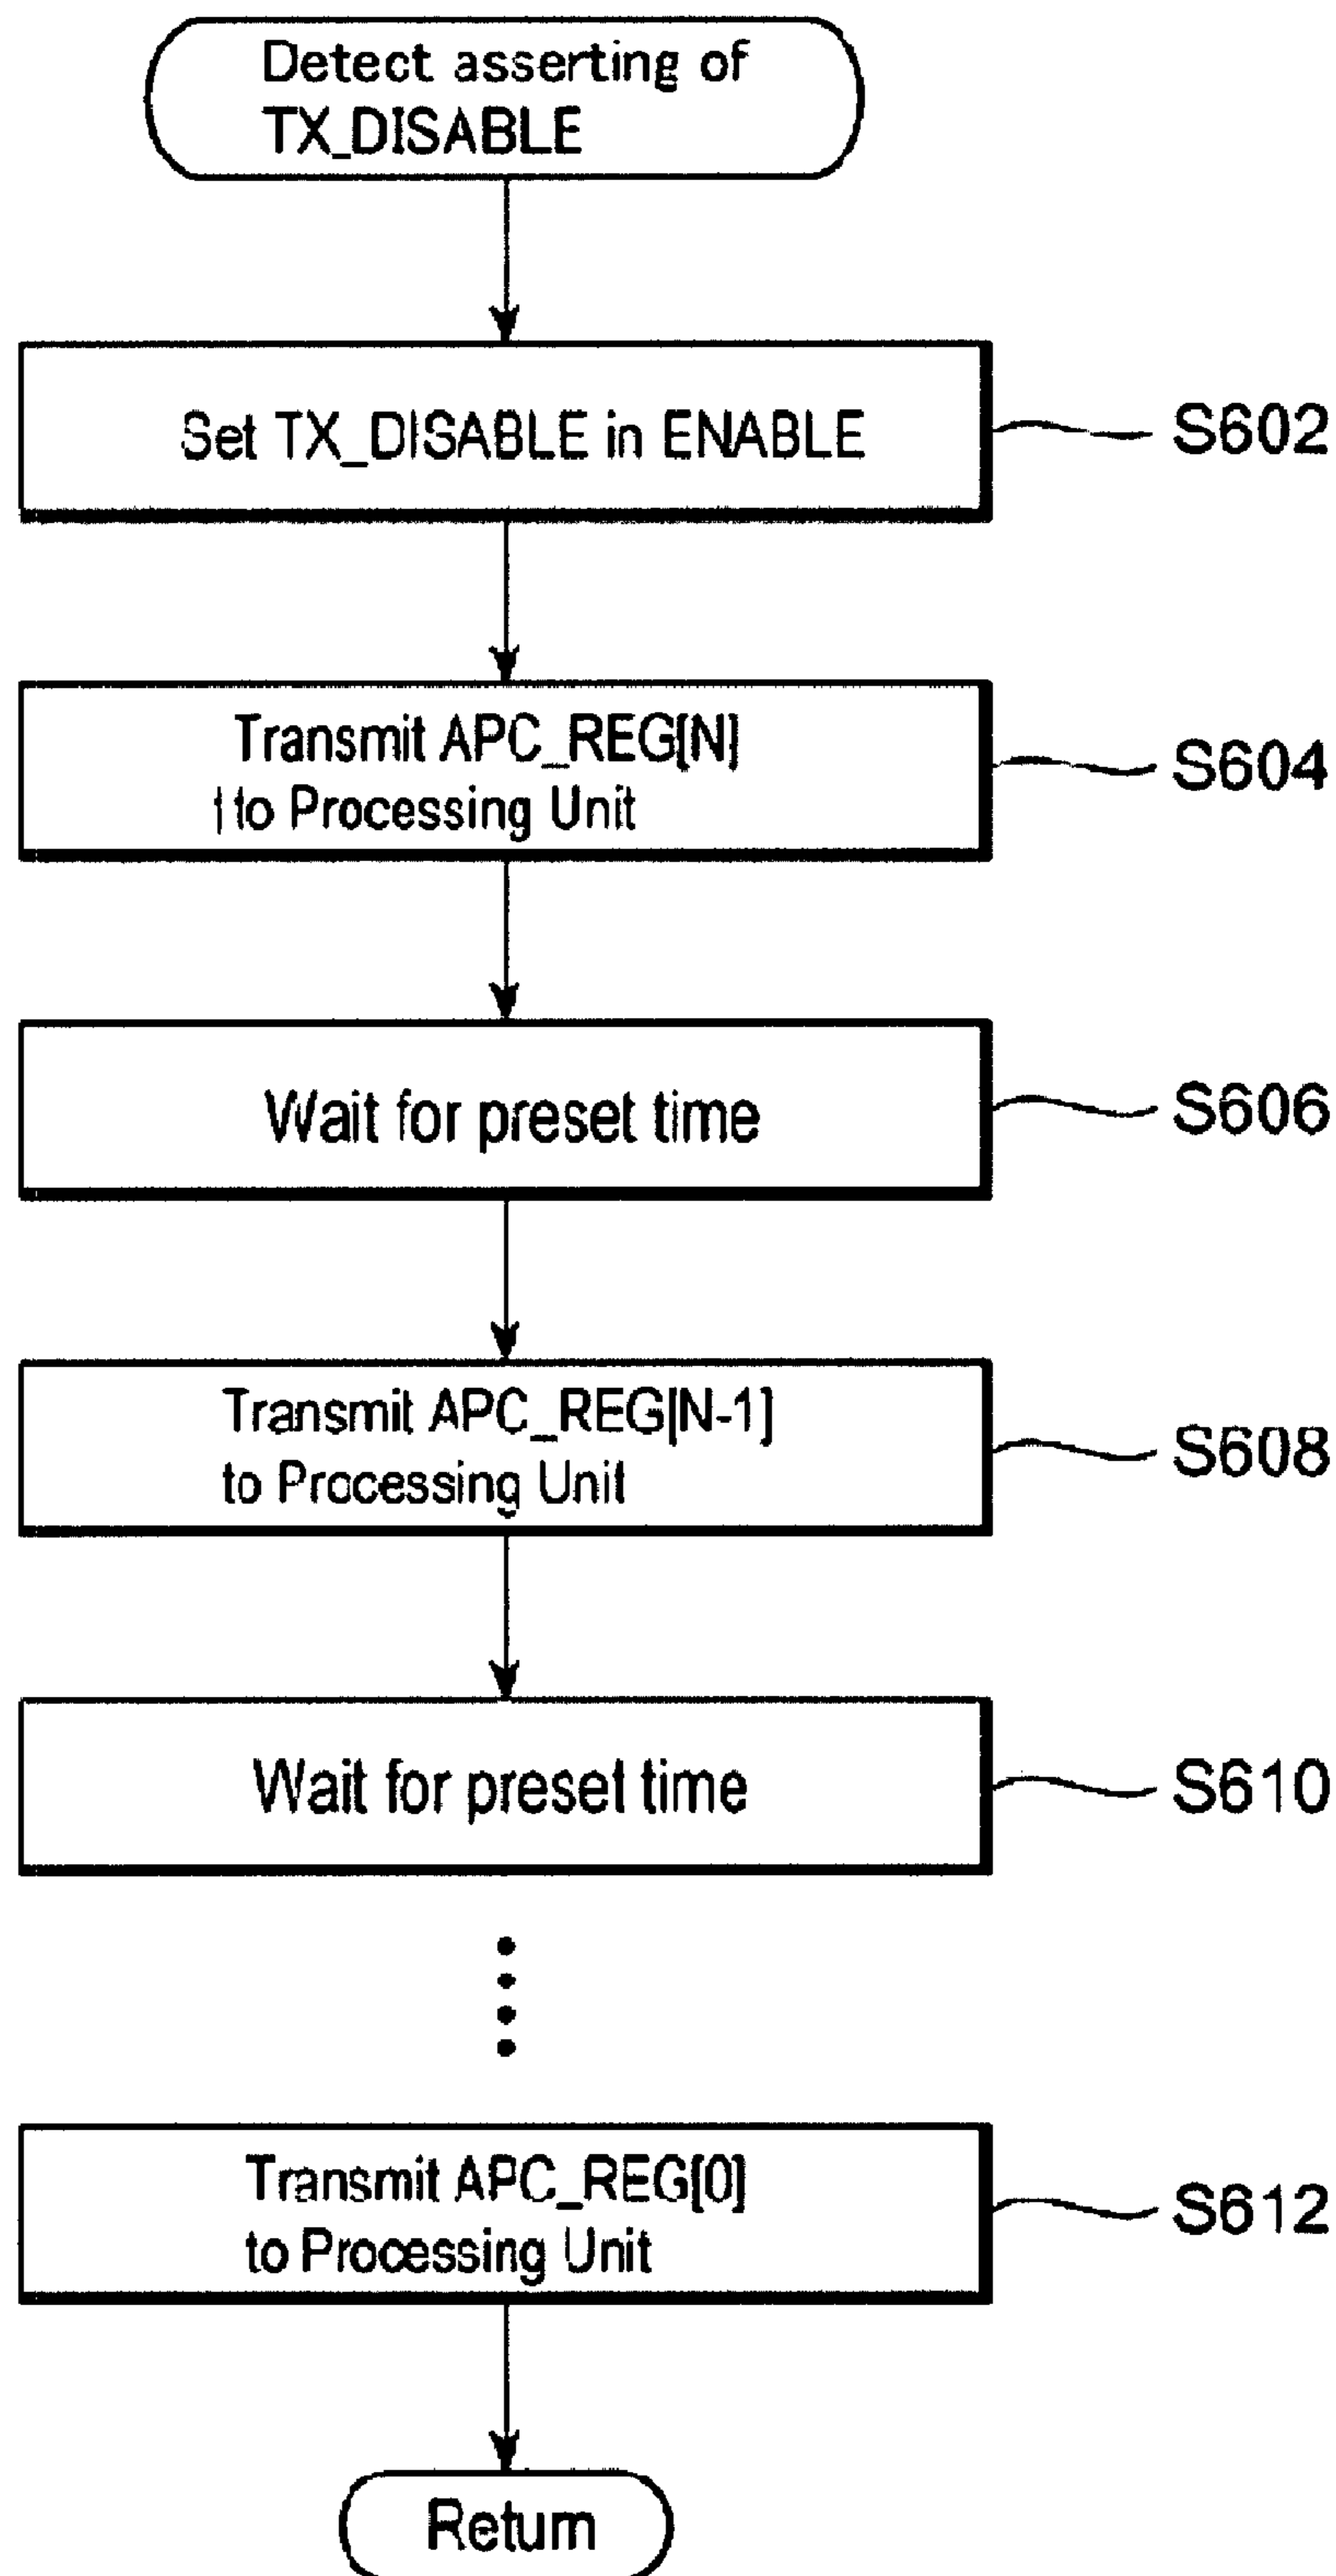 Detect asserting of
TX_DISABLE
Set TX_DISABLE in ENABLE
S602
Transmit APC_REG[N]
to Processing Unit
S604
Wait for preset time
S606
Transmit APC_REG[N-1]
to Processing Unit
S608
Wait for preset time
S610
Transmit APC_REG[0]
to Processing Unit
S612
Return